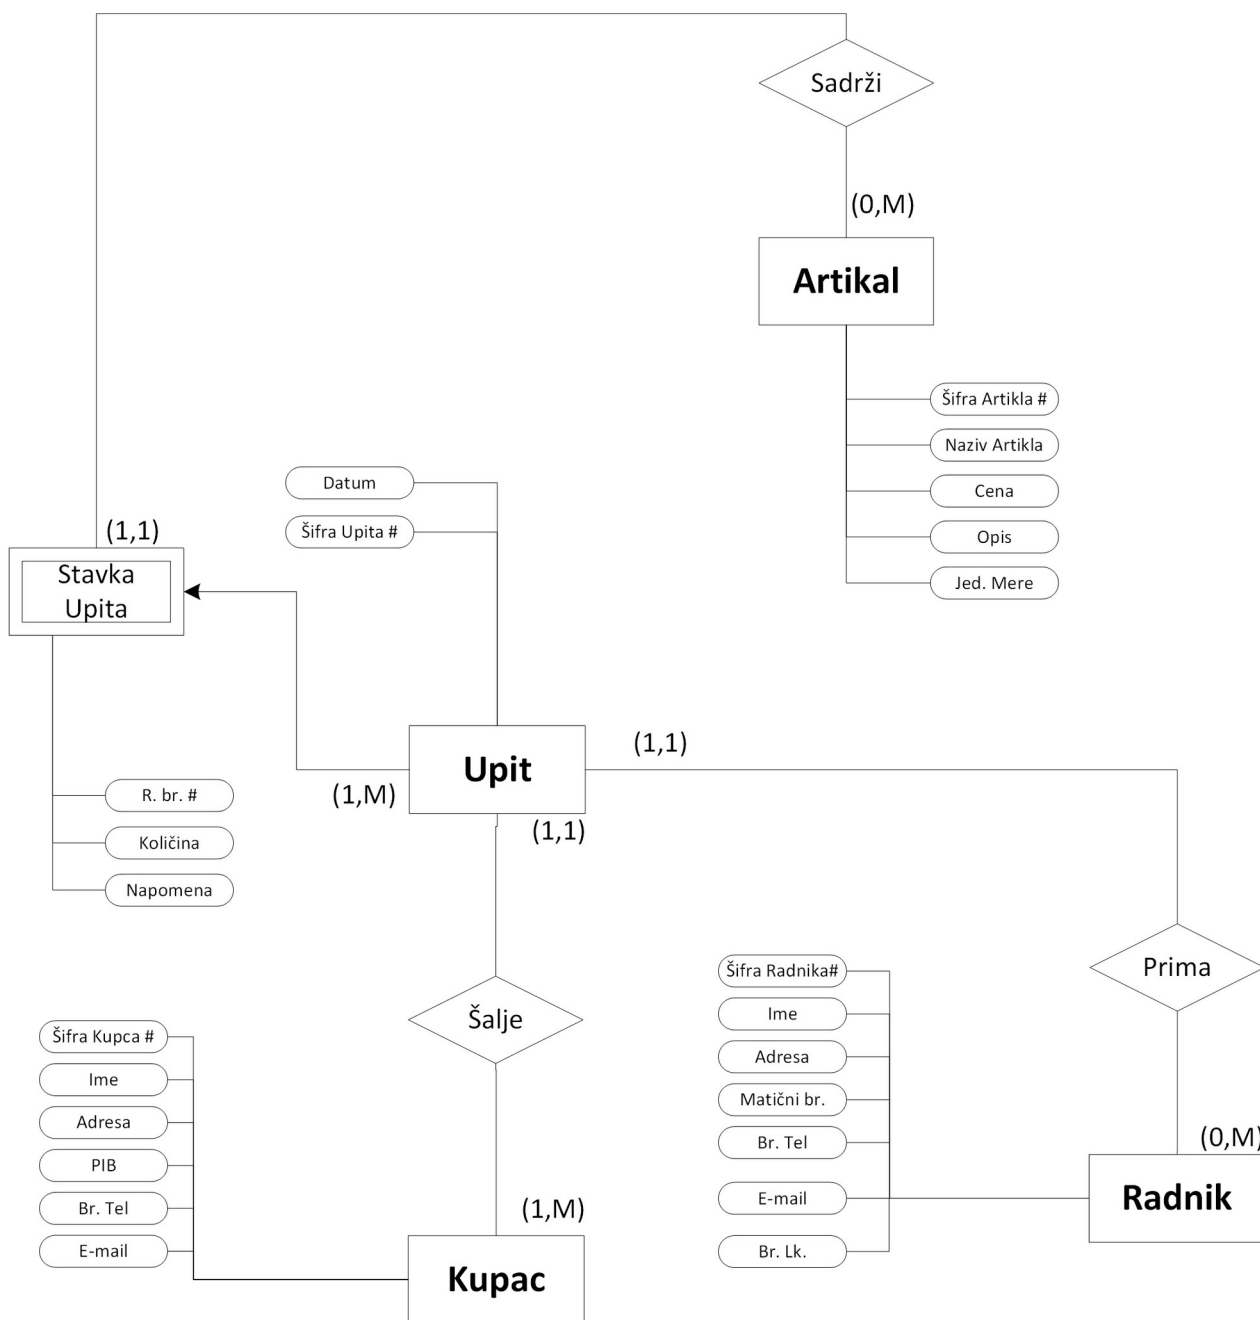 Sadrži
(0,M)
Artikal
Šifra Artikla #
Naziv Artikla
Cena
Opis
Jed. Mere
Datum
Šifra Upita #
(1,1)
Stavka
Upita
R. br. #
Količina
Napomena
(1,M)
Upit
(1,1)
(1,1)
Šalje
Prima
Šifra Kupca #
Ime
Adresa
PIB
Br. Tel
E-mail
(1,M)
Kupac
Šifra Radnika#
Ime
Adresa
Matični br.
Br. Tel
E-mail
Br. Lk.
(0,M)
Radnik